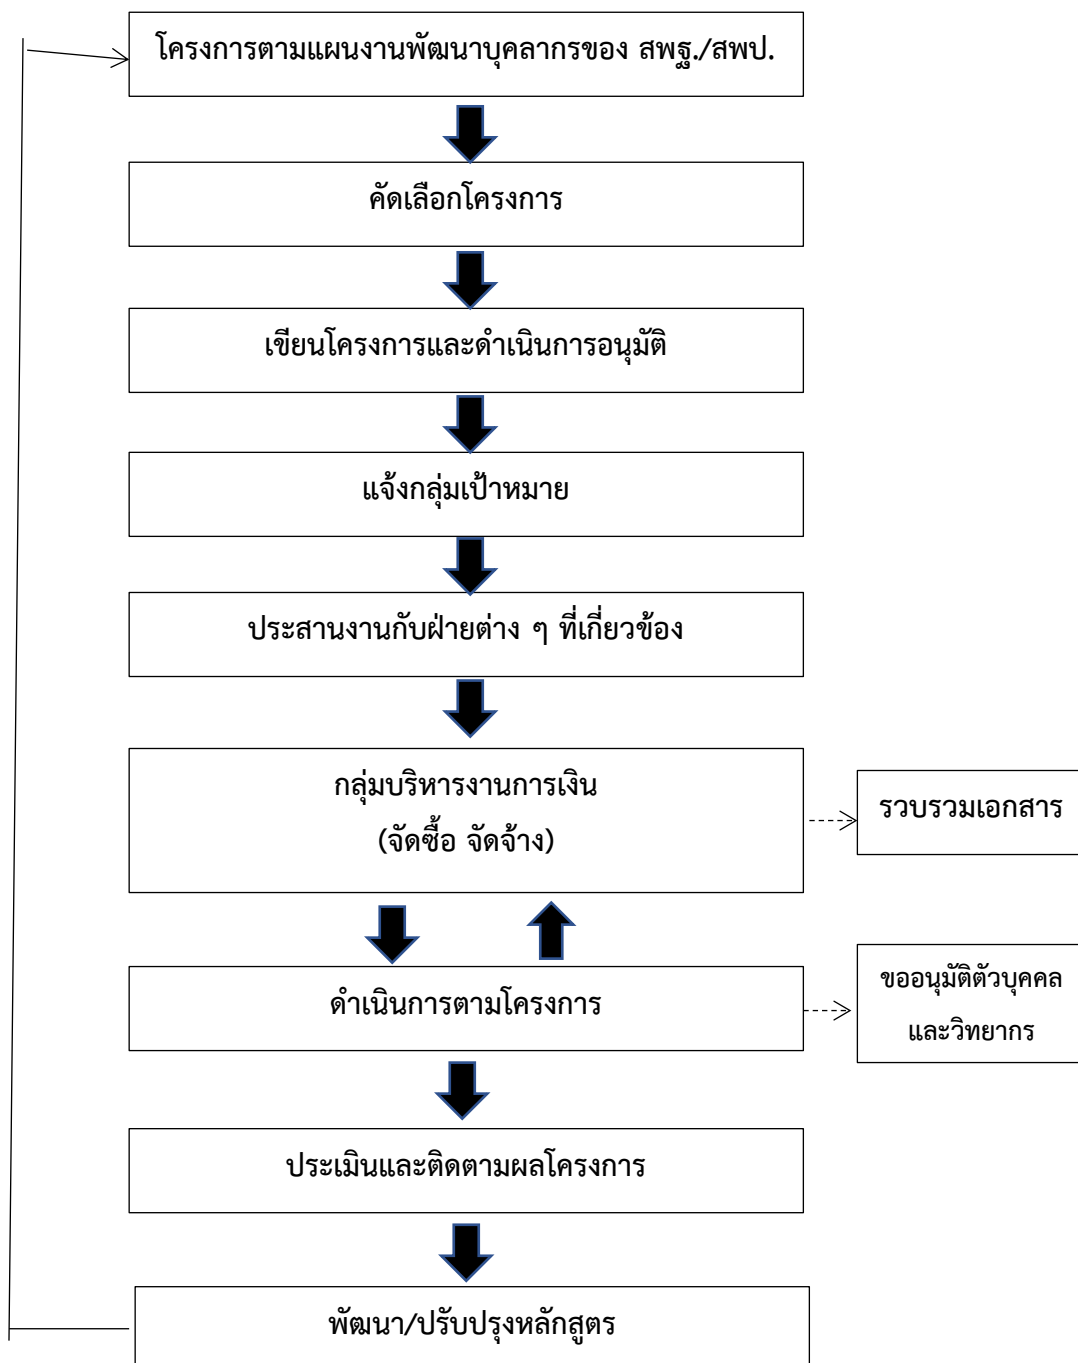 โครงการตามแผนงานพัฒนาบุคลากรของ สพฐ./สพป.
คัดเลือกโครงการ
เขียนโครงการและดำเนินการอนุมัติ
แจ้งกลุ่มเป้าหมาย
ประสานงานกับฝ่ายต่าง ๆ ที่เกี่ยวข้อง
กลุ่มบริหารงานการเงิน
(จัดซื้อ จัดจ้าง)
รวบรวมเอกสาร
ดำเนินการตามโครงการ
ขออนุมัติตัวบุคคล
และวิทยากร
ประเมินและติดตามผลโครงการ
พัฒนา/ปรับปรุงหลักสูตร